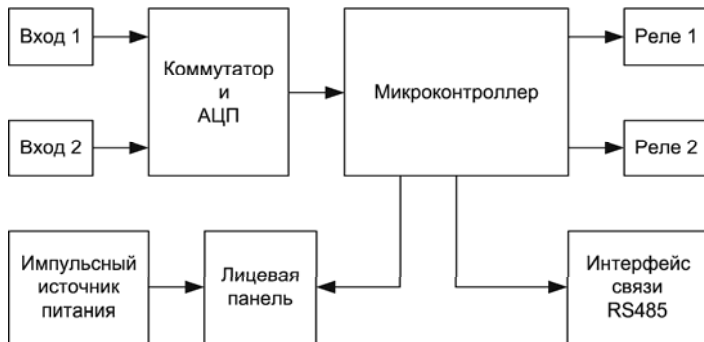 Вход 1
Коммутатор
и
АЦП
Микроконтроллер
Реле 1
Вход 2
Реле 2
Импульсный
источник
питания
Лицевая
панель
Интерфейс
связи
RS485